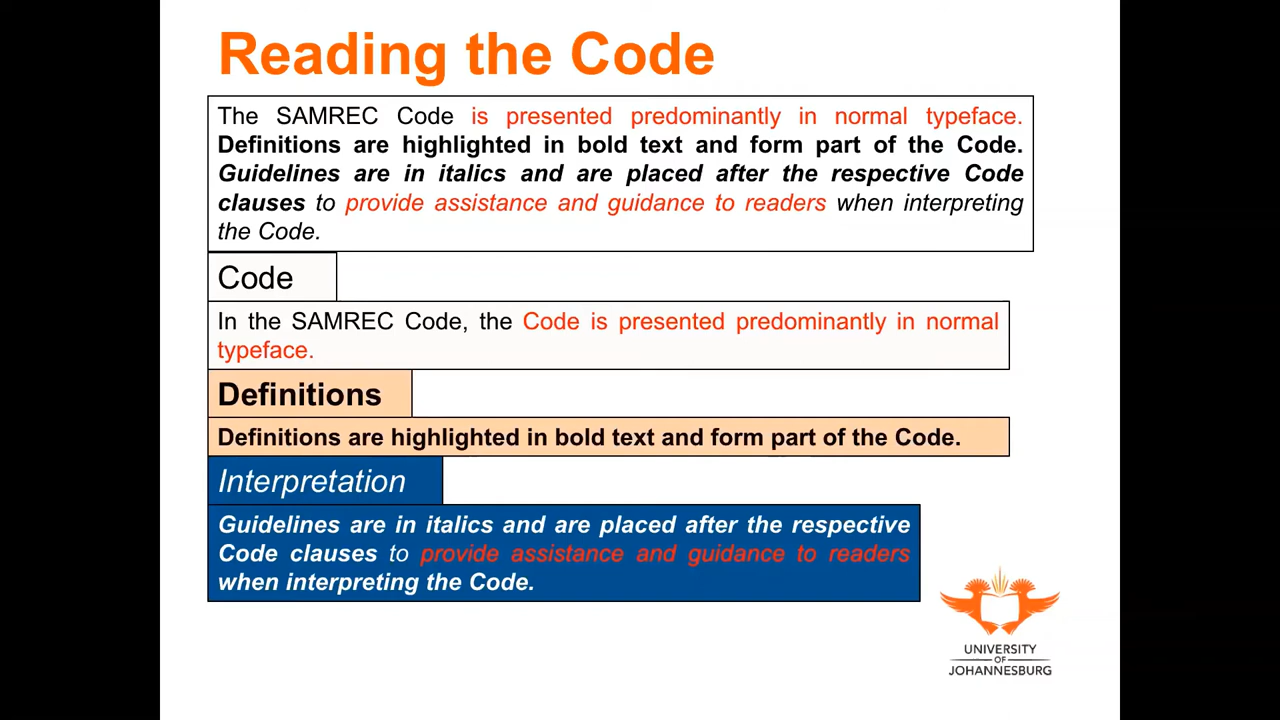 Reading the Code
The SAMREC Code is presented predominantly in normal typeface.
Definitions are highlighted in bold text and form part of the Code.
Guidelines are in italics and are placed after the respective Code
clauses to provide assistance and guidance to readers when interpreting
the Code.
Code
In the SAMREC Code, the Code is presented predominantly in normal
typeface.
Definitions
Definitions are highlighted in bold text and form part of the Code.
Interpretation
Guidelines are in italics and are placed after the respective
Code clauses to provide assistance and guidance to readers
when interpreting the Code.
UNIVERSITY
OF
JOHANNESBURG